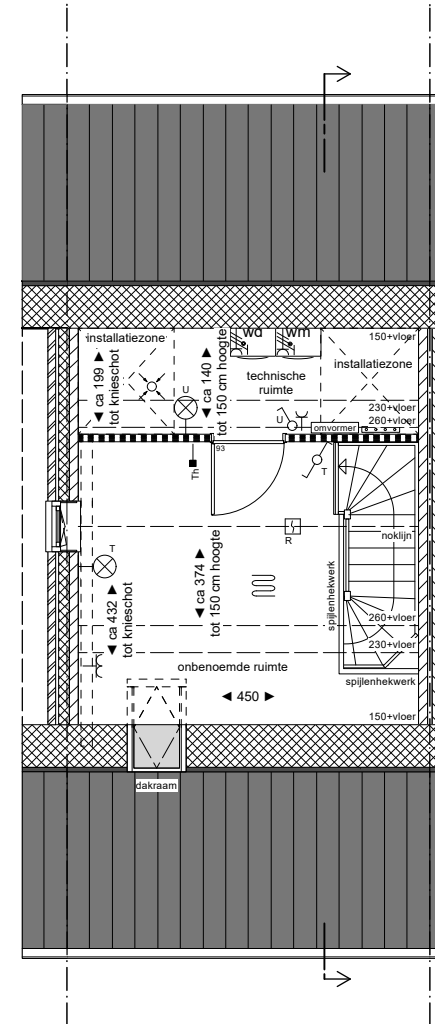 wd
wm
installatiezone
150+vloer
technische
ruimte
installatiezone
◄ ca 199 ►
tot knieschot
◄ ca 140 ►
tot 150 cm hoogte
U
230+vloer
260+vloer
U
omvormer
93
Th
T
R
noklijn
T
◄ ca 374 ►
tot 150 cm hoogte
◄ ca 432 ►
tot knieschot
spijlenhekwerk
260+vloer
230+vloer
onbenoemde ruimte
spijlenhekwerk
◄ 450 ►
150+vloer
dakraam